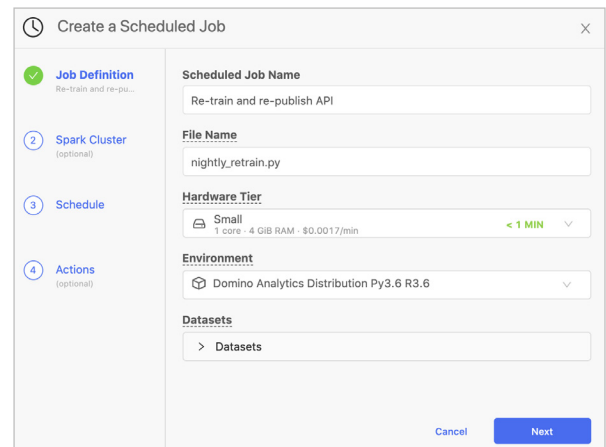 Create a Scheduled Job
Job Definition
Re-train and re-pu...
2
Spark Cluster
(optional)
3
Schedule
4
Actions
(optional)
Scheduled Job Name
Re-train and re-publish API
File Name
nightly_retrain.py
Hardware Tier
Small
1 core · 4 GiB RAM · $0.0017/min
< 1 MIN
Environment
Domino Analytics Distribution Py3.6 R3.6
Datasets
> Datasets
Cancel
Next